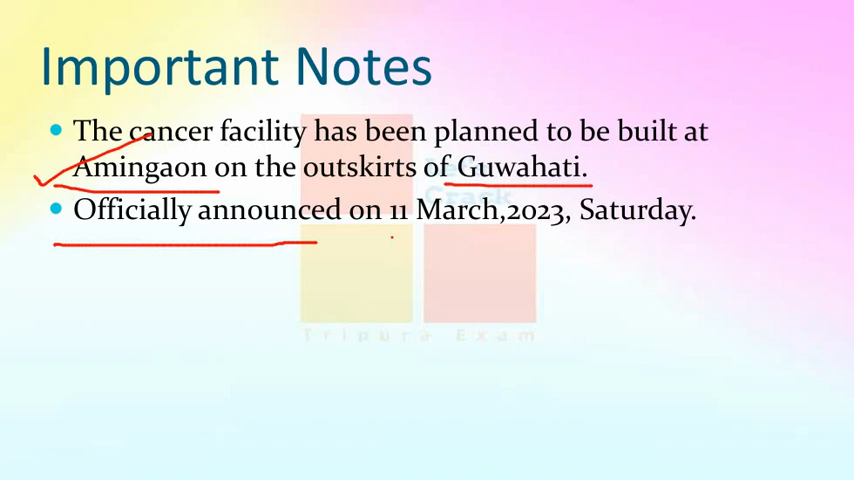 Important Notes
The cancer facility has been planned to be built at
Amingaon on the outskirts of Guwahati.
Officially announced on 11 March,2023, Saturday.
Crack
Tripura Exam